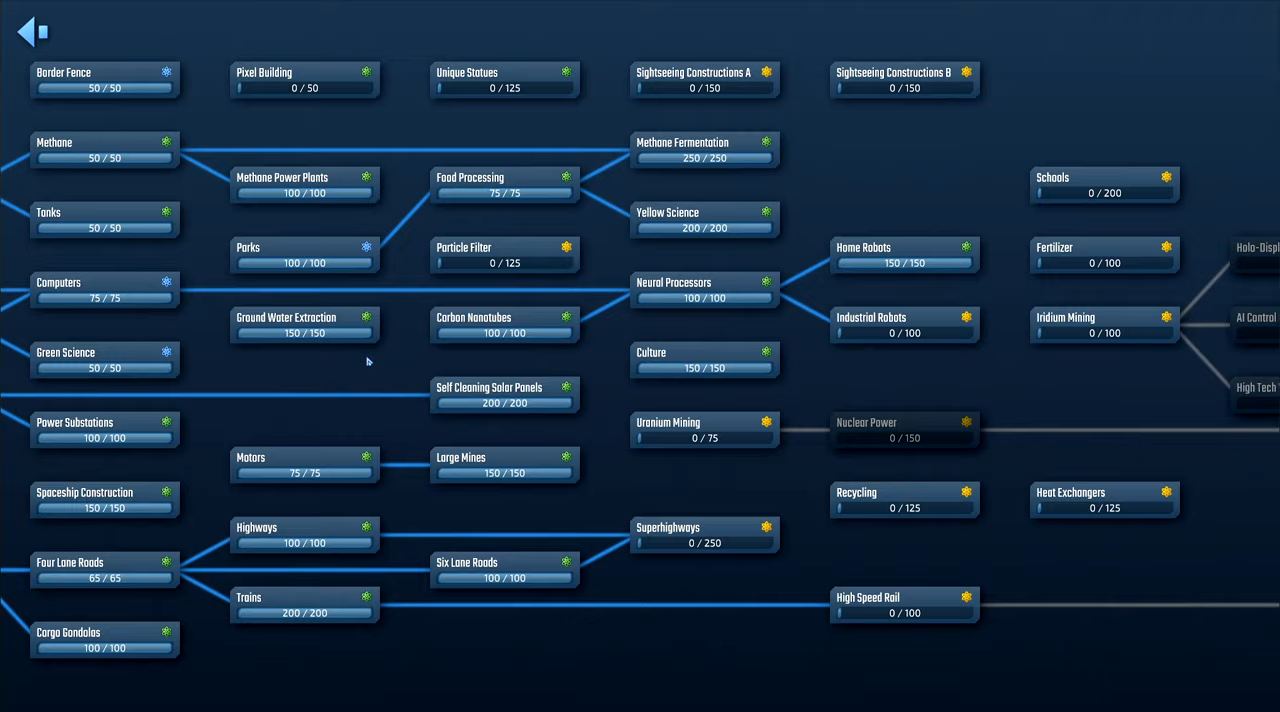 Border Fence
50 / 50
Pixel Building
0 / 50
Unique Statues
0 / 125
Sightseeing Constructions A
0 / 150
Sightseeing Constructions B
0 / 150
Methane
50 / 50
Methane Fermentation
250 / 250
Methane Power Plants
100 / 100
Food Processing
75 / 75
Schools
0 / 200
Tanks
50 / 50
Yellow Science
200 / 200
Parks
100 / 100
Particle Filter
0 / 125
Home Robots
150 / 150
Fertilizer
0 / 100
Computers
75 / 75
Neural Processors
100 / 100
Ground Water Extraction
150 / 150
Carbon Nanotubes
100 / 100
Industrial Robots
0 / 100
Iridium Mining
0 / 100
AI Control
Green Science
50 / 50
Culture
150 / 150
Self Cleaning Solar Panels
200 / 200
High Tech
Power Substations
100 / 100
Uranium Mining
0 / 75
Nuclear Power
0 / 150
Motors
75 / 75
Large Mines
150 / 150
Spaceship Construction
150 / 150
Recycling
0 / 125
Heat Exchangers
0 / 125
Highways
100 / 100
Superhighways
0 / 250
Four Lane Roads
65 / 65
Six Lane Roads
100 / 100
Trains
200 / 200
High Speed Rail
0 / 100
Cargo Gondolas
100 / 100